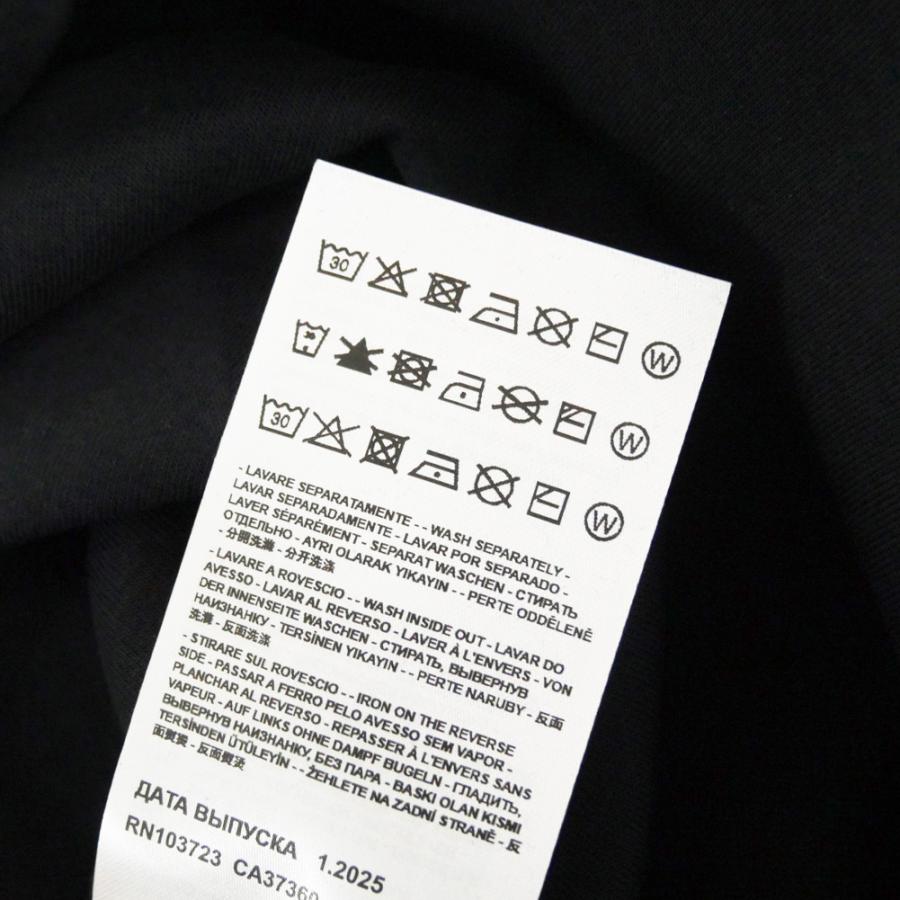 30 W
30 W
30 W
- LAVARE SEPARATAMENTE - - WASH SEPARATELY -
LAVAR SEPARADAMENTE - LAVAR POR SEPARADO -
LAVER SÉPARÉMENT - SEPARAT WASCHEN - СТИРАТЬ
ОТДЕЛЬНО - AYRI OLARAK YIKAYIN - - PERTE ODDĚLENĚ
- 分開洗滌 - 分开洗涤
- LAVARE A ROVESCIO - - WASH INSIDE OUT - LAVAR DO
AVESSO - LAVAR AL REVERSO - LAVER À L'ENVERS - VON
DER INNENSEITE WASCHEN - СТИРАТЬ, ВЫВЕРНУВ
НАИЗНАНКУ - TERSİNEN YIKAYIN - - PERTE NARUBY - 反面
洗滌 - 反面洗涤
- STIRARE SUL ROVESCIO - - IRON ON THE REVERSE
SIDE - PASSAR A FERRO PELO AVESSO SEM VAPOR -
PLANCHAR AL REVERSO - REPASSER À L'ENVERS SANS
VAPEUR - AUF LINKS OHNE DAMPF BUGELN - ГЛАДИТЬ,
ВЫВЕРНУВ НАИЗНАНКУ, БЕЗ ПАРА - BASKI OLAN KISMI
TERSİNDEN ÜTÜLEYİN - - ŽEHLETE NA ZADNÍ STRANĚ - 反
面熨燙 - 反面熨烫
ДАТА ВЫПУСКА 1.2025
RN103723 CA37360